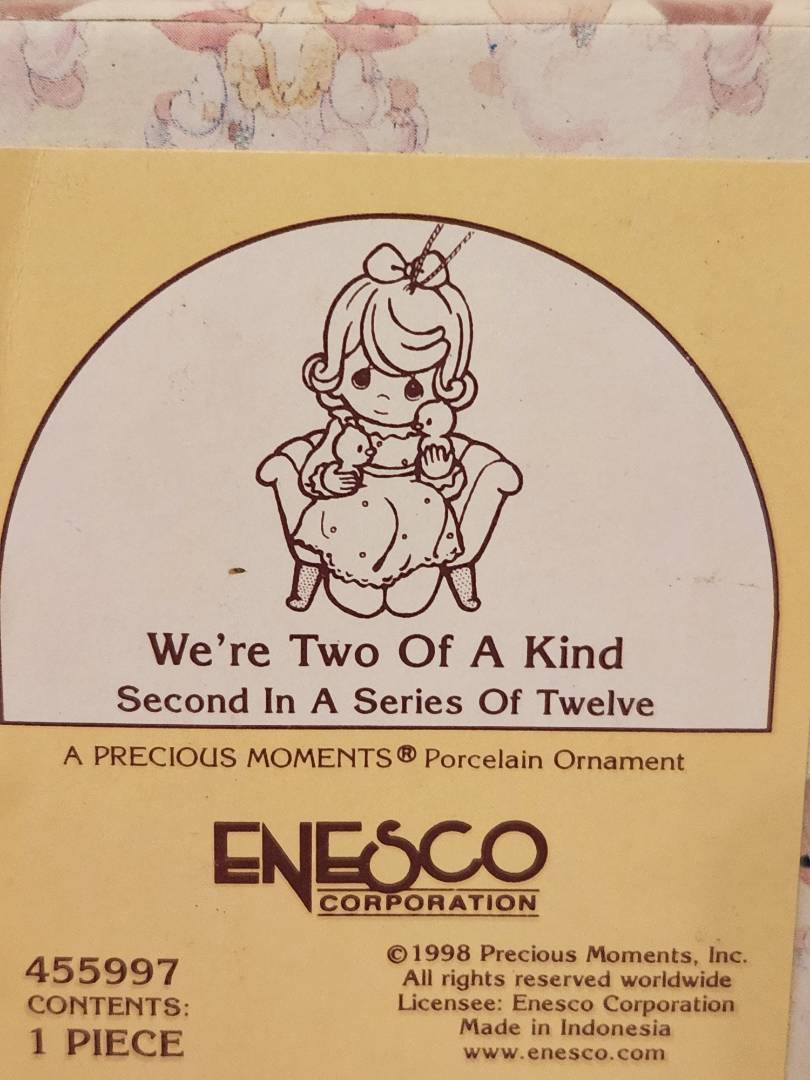 We're Two Of A Kind
Second In A Series Of Twelve
A PRECIOUS MOMENTS® Porcelain Ornament
ENESCO
CORPORATION
455997
CONTENTS:
1 PIECE
©1998 Precious Moments, Inc.
All rights reserved worldwide
Licensee: Enesco Corporation
Made in Indonesia
www.enesco.com